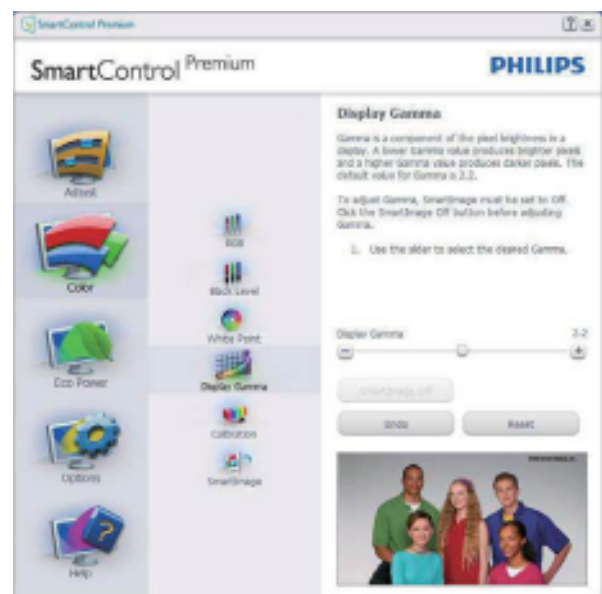 SmartControl Premium
SmartControl Premium
PHILIPS
Adjust
Color
Eco Power
Options
Help
RGB
Black Level
White Point
Display Gamma
Calibration
SmartImage
Display Gamma
Gamma is a component of the pixel brightness in a
display. A lower Gamma value produces brighter pixels
and a higher Gamma value produces darker pixels. The
default value for Gamma is 2.2.
To adjust Gamma, SmartImage must be set to Off.
Click the SmartImage Off button before adjusting
Gamma.
1. Use the slider to select the desired Gamma.
Display Gamma 2.2
SmartImage Off
Undo
Reset